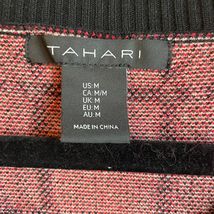 TAHARI
US: M
CA: M/M
UK: M
EU: M
AU: M
MADE IN CHINA